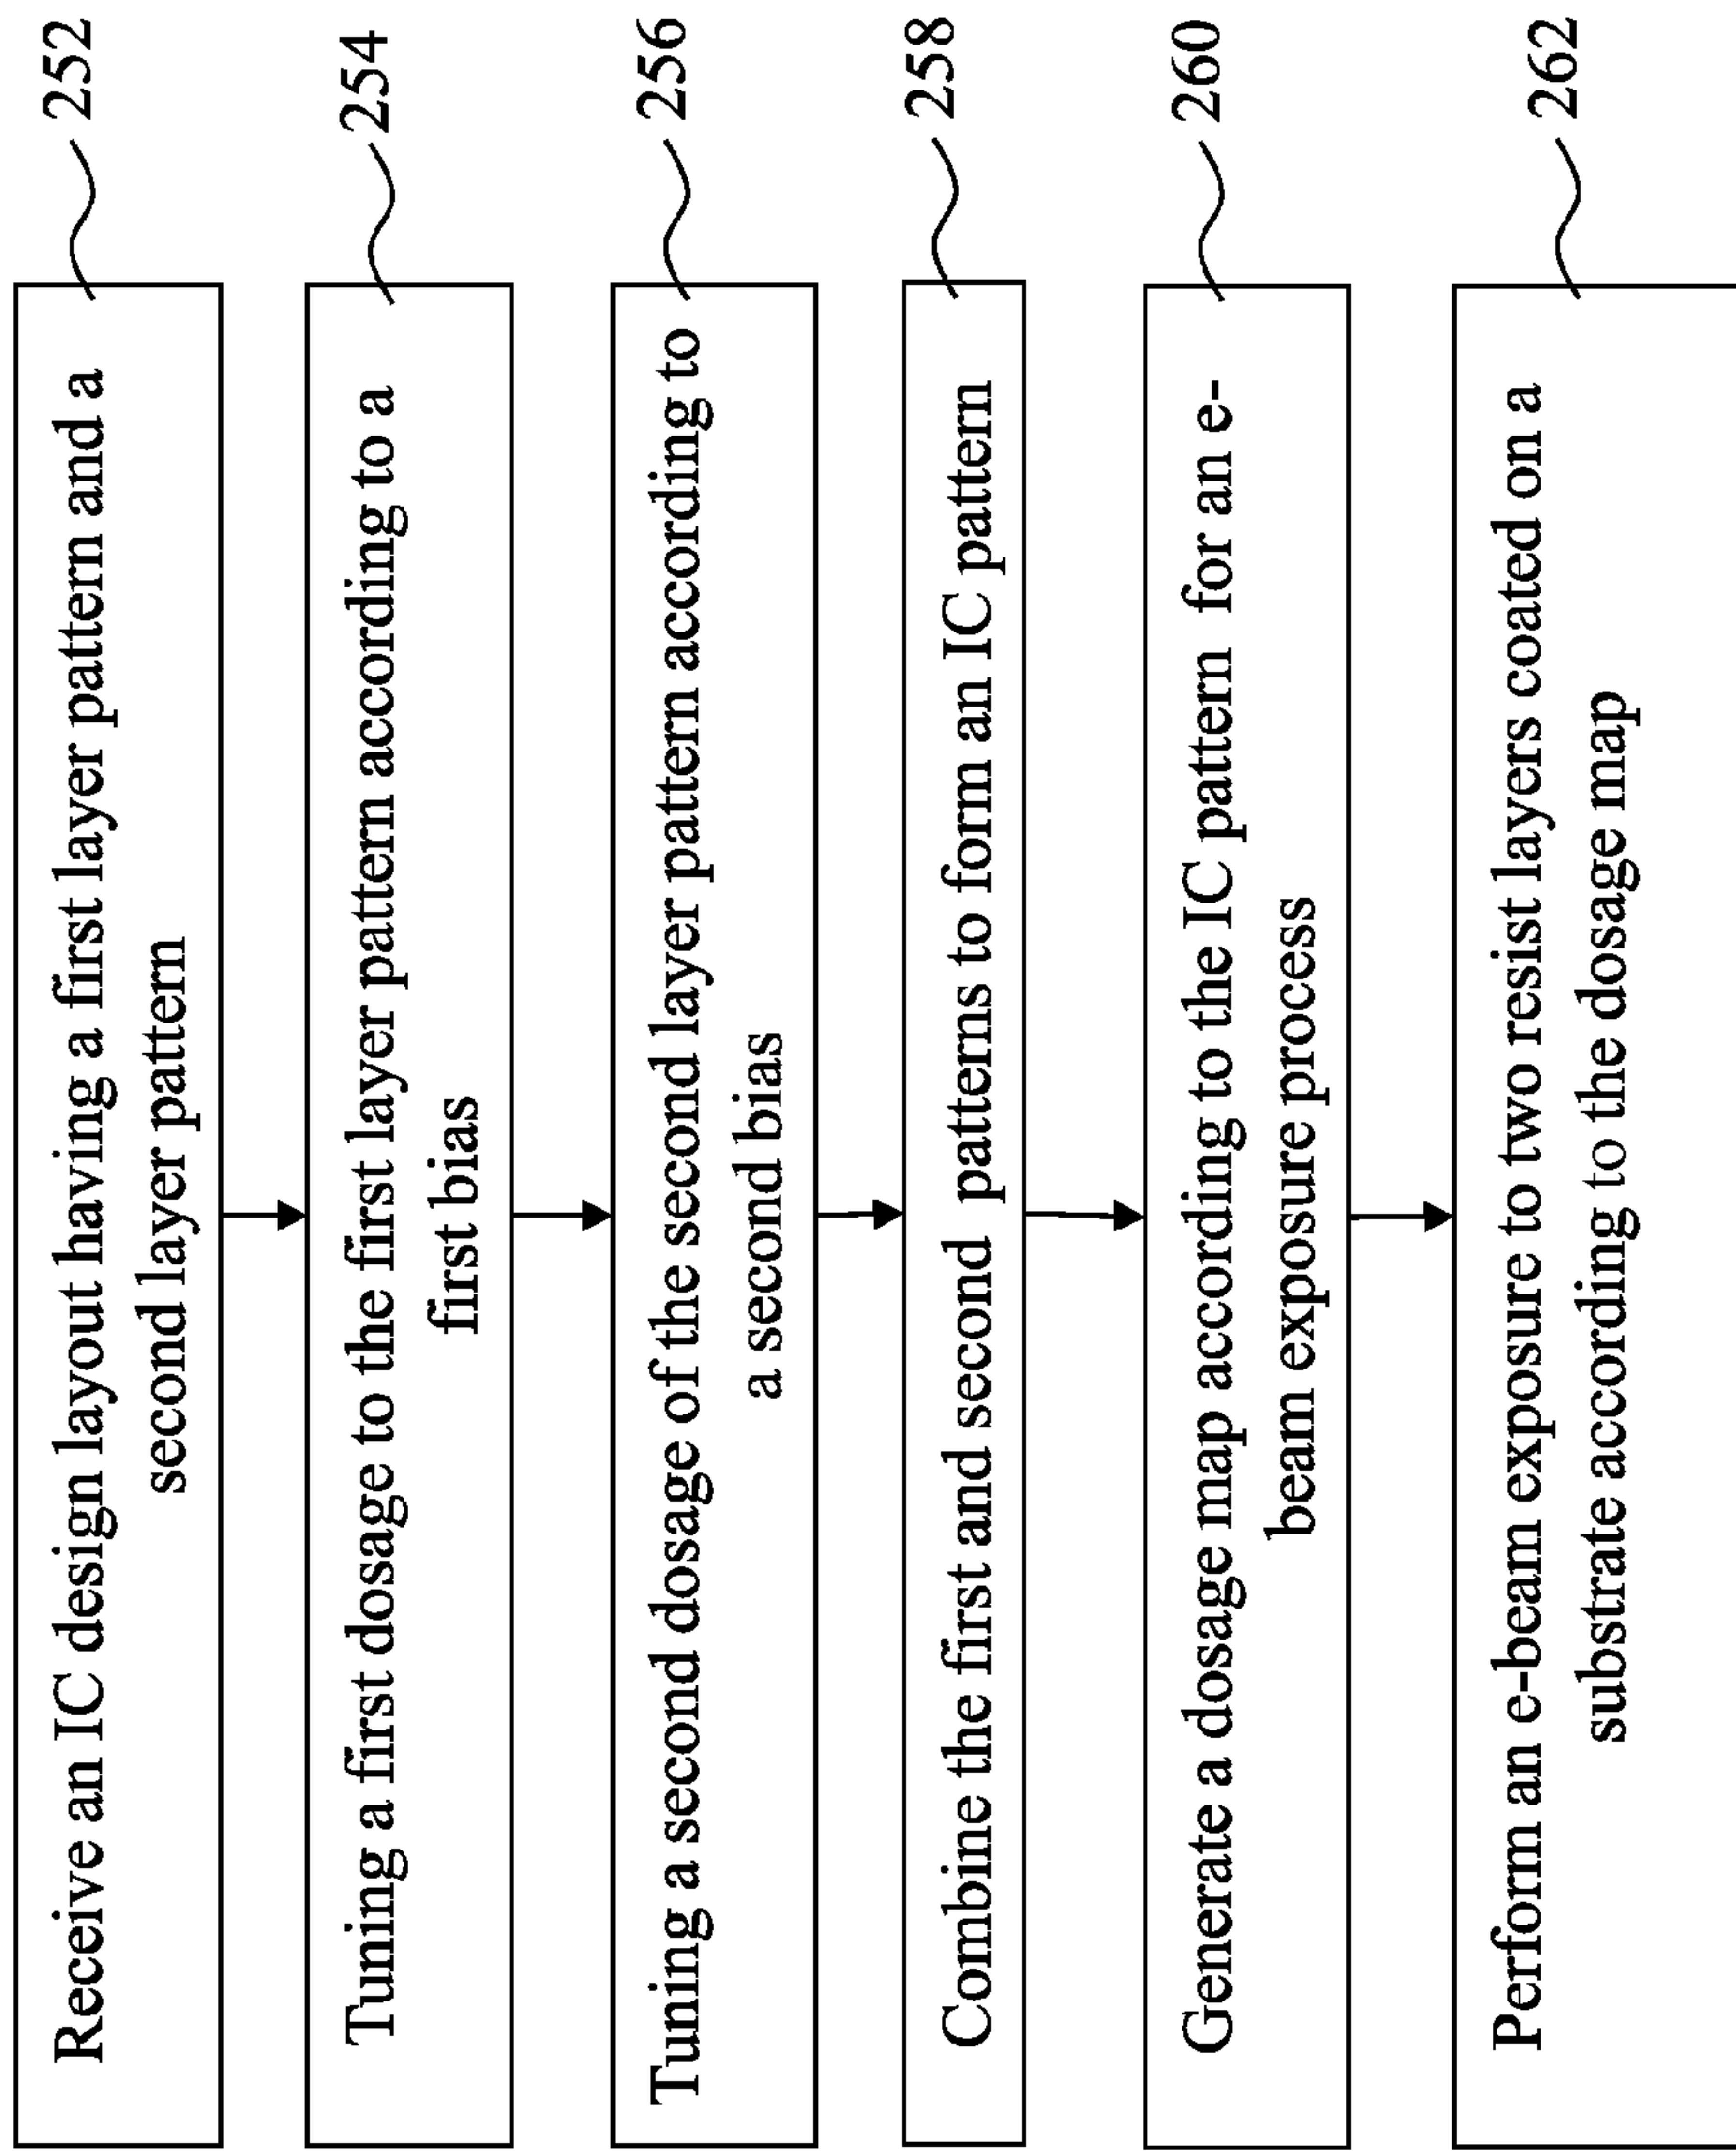 Receive an IC design layout having a first layer pattern and a
second layer pattern
252
Tuning a first dosage to the first layer pattern according to a
first bias
254
Tuning a second dosage of the second layer pattern according to
a second bias
256
Combine the first and second patterns to form an IC pattern
258
Generate a dosage map according to the IC pattern for an e-
beam exposure process
260
Perform an e-beam exposure to two resist layers coated on a
substrate according to the dosage map
262